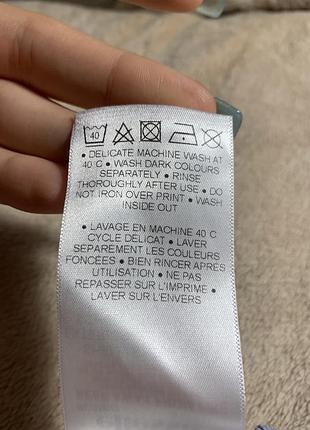 40
• DELICATE MACHINE WASH AT
40 C • WASH DARK COLOURS
SEPARATELY • RINSE
THOROUGHLY AFTER USE • DO
NOT IRON OVER PRINT • WASH
INSIDE OUT
• LAVAGE EN MACHINE 40 C
CYCLE DELICAT • LAVER
SEPAREMENT LES COULEURS
FONCÉES • BIEN RINCER APRÈS
UTILISATION • NE PAS
REPASSER SUR L'IMPRIME •
LAVER SUR L'ENVERS